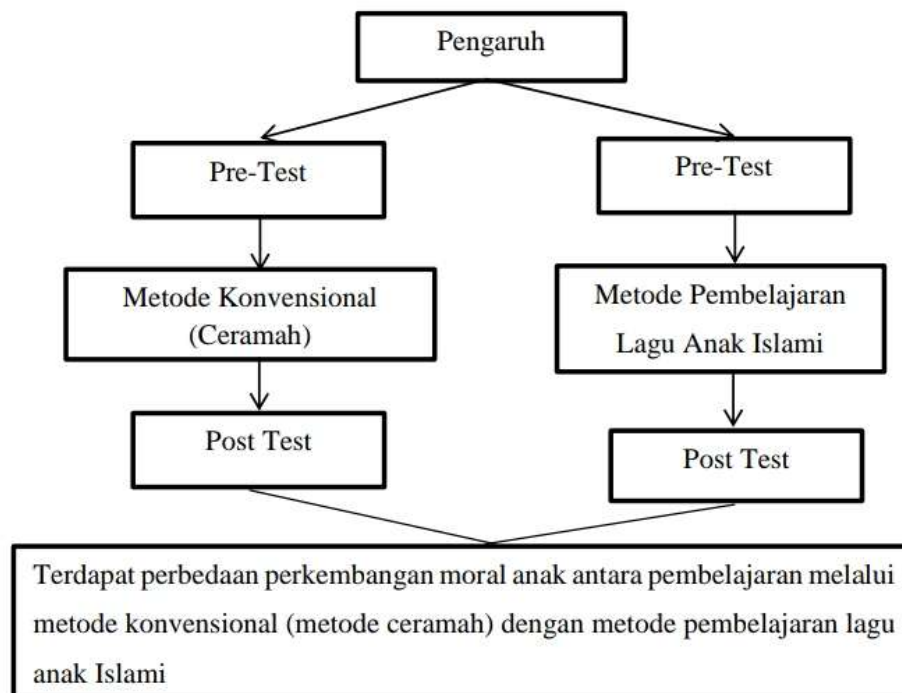 Pengaruh
Pre-Test
Pre-Test
Metode Konvensional
(Ceramah)
Metode Pembelajaran
Lagu Anak Islami
Post Test
Post Test
Terdapat perbedaan perkembangan moral anak antara pembelajaran melalui
metode konvensional (metode ceramah) dengan metode pembelajaran lagu
anak Islami